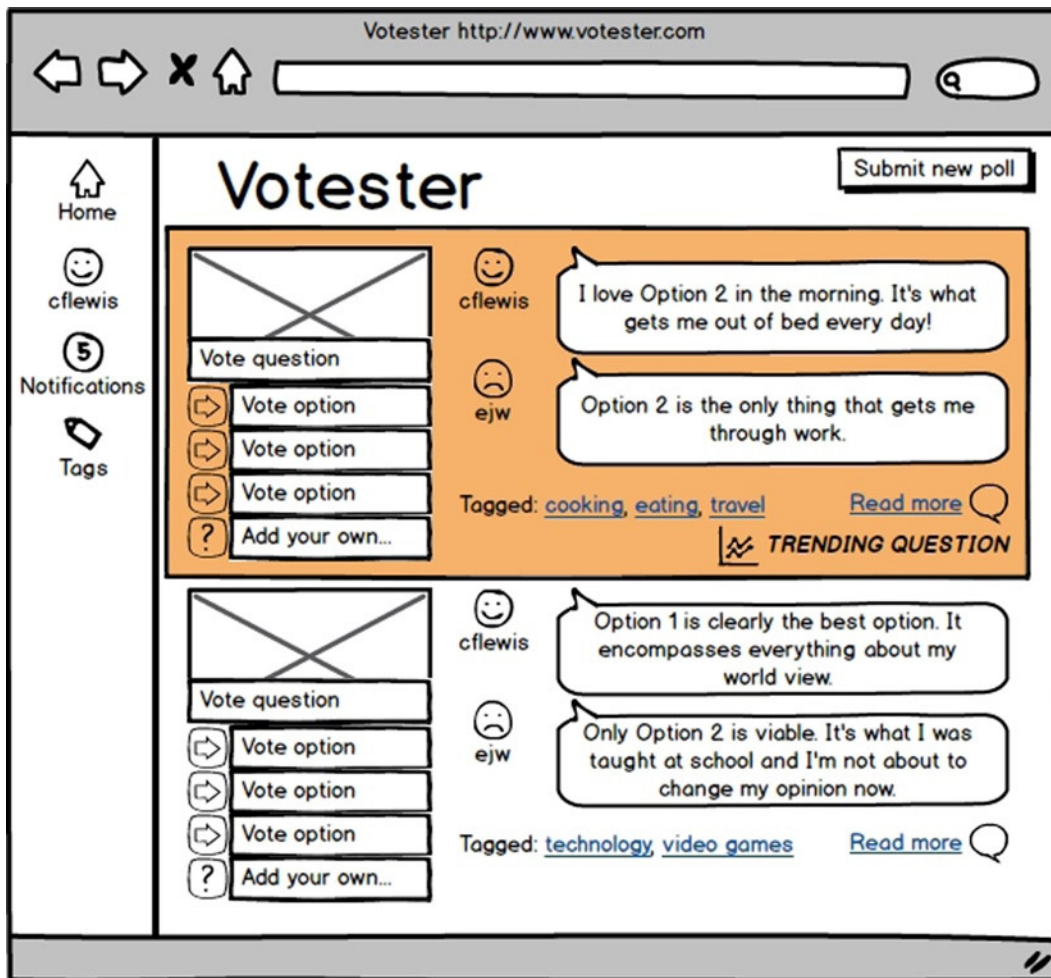 Votester http://www.votester.com
Votester
Submit new poll
Home
cflewis
5
Notifications
Tags
Vote question
Vote option
Vote option
Vote option
?
Add your own...
cflewis
I love Option 2 in the morning. It's what
gets me out of bed every day!
ejw
Option 2 is the only thing that gets me
through work.
Tagged: cooking, eating, travel
Read more
TRENDING QUESTION
Vote question
Vote option
Vote option
Vote option
?
Add your own...
cflewis
Option 1 is clearly the best option. It
encompasses everything about my
world view.
ejw
Only Option 2 is viable. It's what I was
taught at school and I'm not about to
change my opinion now.
Tagged: technology, video games
Read more